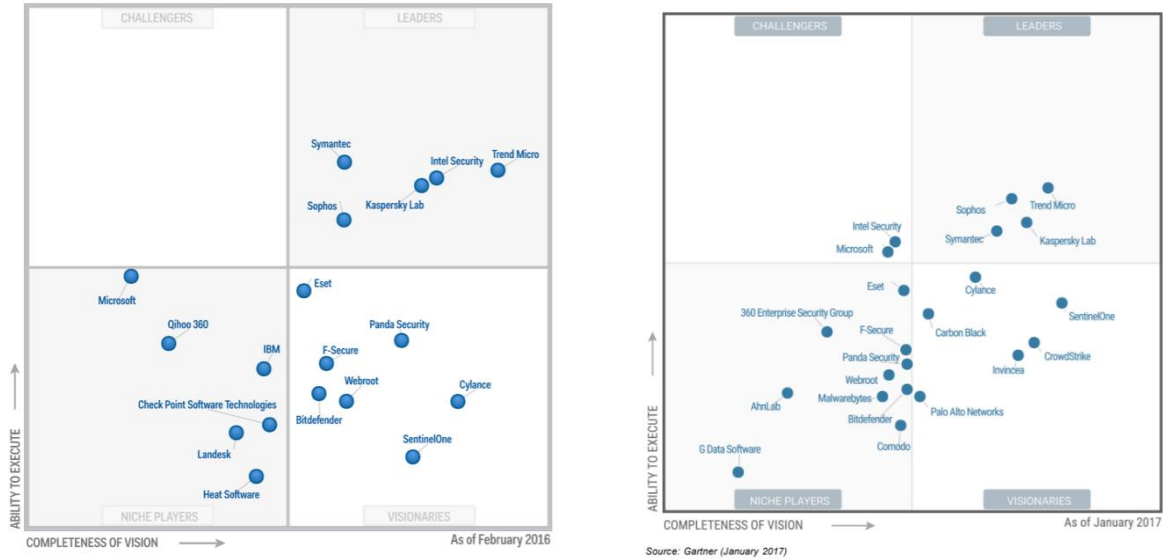 CHALLENGERS
LEADERS
Symantec
Intel Security
Trend Micro
Sophos
Kaspersky Lab
Microsoft
Qihoo 360
IBM
Check Point Software Technologies
Landesk
Heat Software
Eset
Panda Security
F-Secure
Webroot
Bitdefender
Cylance
SentinelOne
NICHE PLAYERS
VISIONARIES
ABILITY TO EXECUTE
COMPLETENESS OF VISION
As of February 2016
CHALLENGERS
LEADERS
Sophos
Trend Micro
Intel Security
Microsoft
Symantec
Kaspersky Lab
Eset
Cylance
SentinelOne
360 Enterprise Security Group
Carbon Black
F-Secure
CrowdStrike
Panda Security
Invincea
Webroot
Malwarebytes
AhnLab
Bitdefender
Palo Alto Networks
Comodo
G Data Software
NICHE PLAYERS
VISIONARIES
ABILITY TO EXECUTE
COMPLETENESS OF VISION
As of January 2017
Source: Gartner (January 2017)